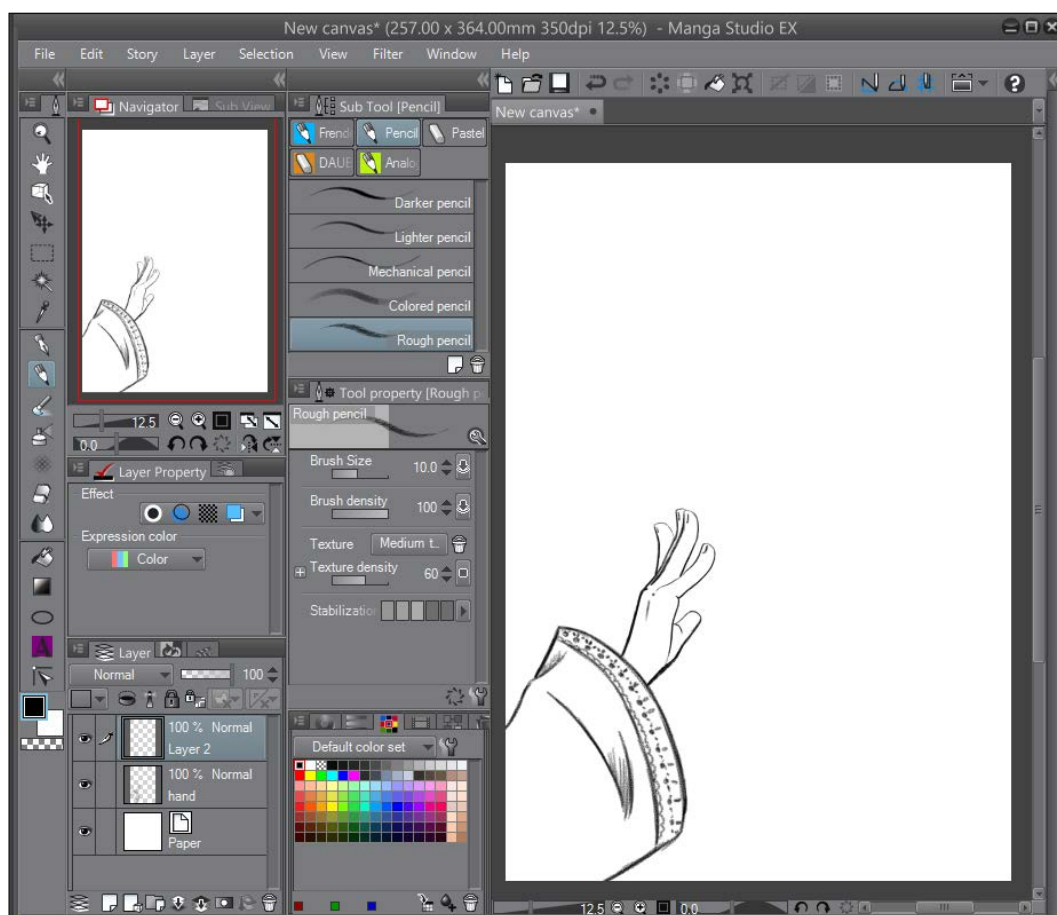 New canvas* (257.00 x 364.00mm 350dpi 12.5%) - Manga Studio EX
File Edit Story Layer Selection View Filter Window Help
Navigator Sub View
Sub Tool [Pencil]
New canvas*
Frend Pencil Pastel
DAUB Analo
Darker pencil
Lighter pencil
Mechanical pencil
Colored pencil
Rough pencil
12.5
0.0
Tool property [Rough p
Rough pencil
Brush Size 10.0
Brush density 100
Texture Medium t..
Texture density 60
Stabilization
Layer Property
Effect
Expression color
Color
Layer
Normal 100
100 % Normal
Layer 2
100 % Normal
hand
Paper
Default color set
12.5 0.0